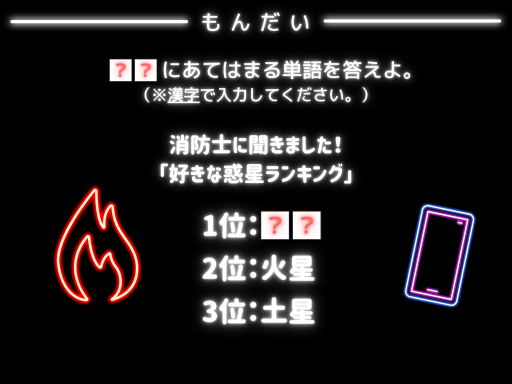 もんだい
??にあてはまる単語を答えよ。
(※漢字で入力してください。)
消防士に聞きました!
「好きな惑星ランキング」
1位:??
2位:火星
3位:土星